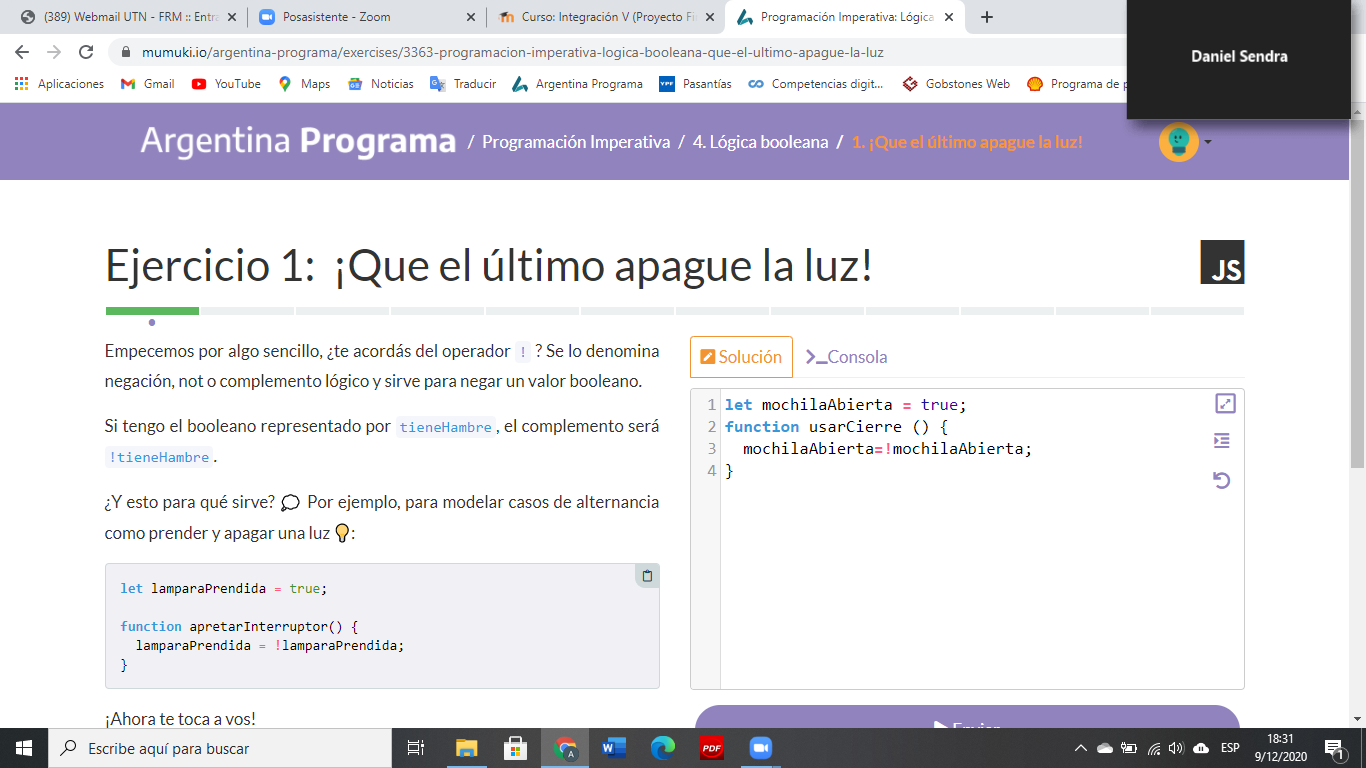 (389) Webmail UTN - FRM :: Entra
Posasistente - Zoom
Curso: Integración V (Proyecto Fi
Programación Imperativa: Lógica
mumuki.io/argentina-programa/exercises/3363-programacion-imperativa-logica-booleana-que-el-ultimo-apague-la-luz
Daniel Sendra
Aplicaciones
Gmail
YouTube
Maps
Noticias
Traducir
Argentina Programa
YPF
Pasantías
Competencias digit...
Gobstones Web
Programa de p
Argentina Programa / Programación Imperativa / 4. Lógica booleana / 1. ¡Que el último apague la luz!
Ejercicio 1: ¡Que el último apague la luz!
JS
Empecemos por algo sencillo, ¿te acordás del operador ! ? Se lo denomina
negación, not o complemento lógico y sirve para negar un valor booleano.
Si tengo el booleano representado por tieneHambre, el complemento será
!tieneHambre.
¿Y esto para qué sirve? 💭 Por ejemplo, para modelar casos de alternancia
como prender y apagar una luz 💡:
let lamparaPrendida = true;
function apretarInterruptor() {
lamparaPrendida = !lamparaPrendida;
}
¡Ahora te toca a vos!
Solución
Consola
1 let mochilaAbierta = true;
2 function usarCierre () {
3 mochilaAbierta=!mochilaAbierta;
4 }
Enviar
Escribe aquí para buscar
A
W
PDF
ESP
18:31
9/12/2020
1